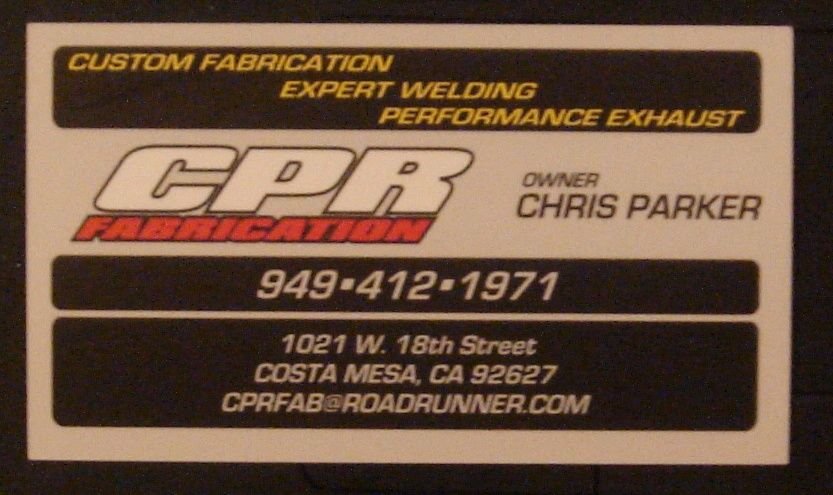 CUSTOM FABRICATION
EXPERT WELDING
PERFORMANCE EXHAUST
CPR
FABRICATION
OWNER
CHRIS PARKER
949▪412▪1971
1021 W. 18th Street
COSTA MESA, CA 92627
CPRFAB@ROADRUNNER.COM